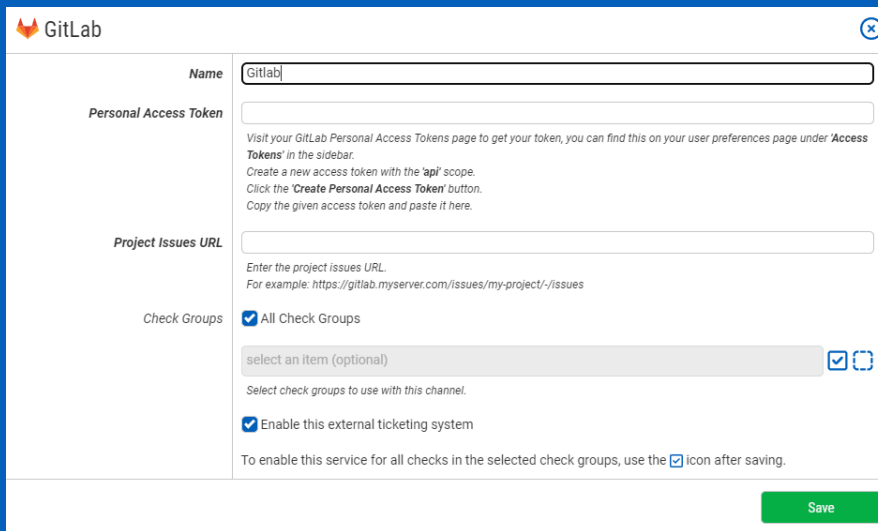 GitLab
Name
Gitlab
Personal Access Token
Visit your GitLab Personal Access Tokens page to get your token, you can find this on your user preferences page under 'Access
Tokens' in the sidebar.
Create a new access token with the 'api' scope.
Click the 'Create Personal Access Token' button.
Copy the given access token and paste it here.
Project Issues URL
Enter the project issues URL.
For example: https://gitlab.myserver.com/issues/my-project/-/issues
Check Groups
All Check Groups
select an item (optional)
Select check groups to use with this channel.
Enable this external ticketing system
To enable this service for all checks in the selected check groups, use the icon after saving.
Save